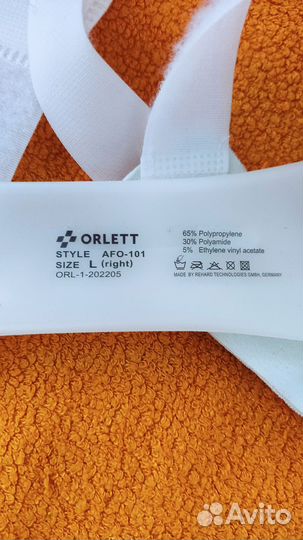 ORLETT
STYLE AFO-101
SIZE L (right)
ORL-1-202205
65% Polypropylene
30% Polyamide
5% Ethylene vinyl acetate
MADE BY REHARD TECHNOLOGIES GMBH, GERMANY
Avito